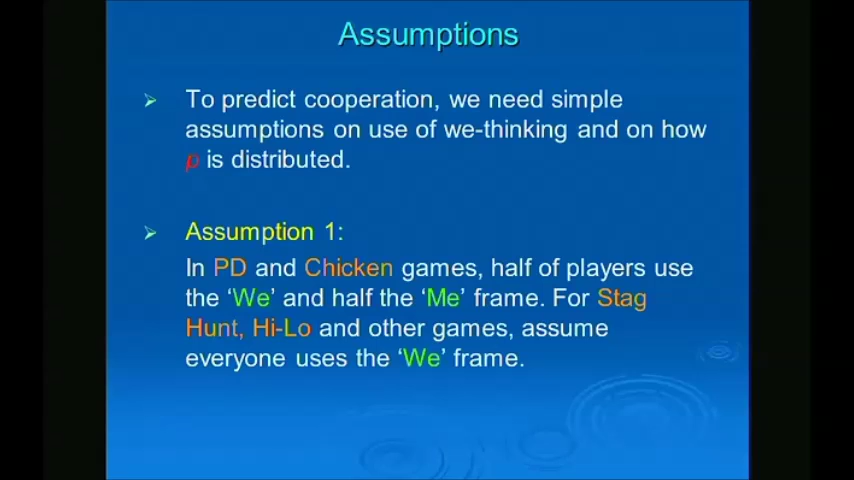 Assumptions
To predict cooperation, we need simple
assumptions on use of we-thinking and on how
p is distributed.
Assumption 1:
In PD and Chicken games, half of players use
the ‘We’ and half the ‘Me’ frame. For Stag
Hunt, Hi-Lo and other games, assume
everyone uses the ‘We’ frame.